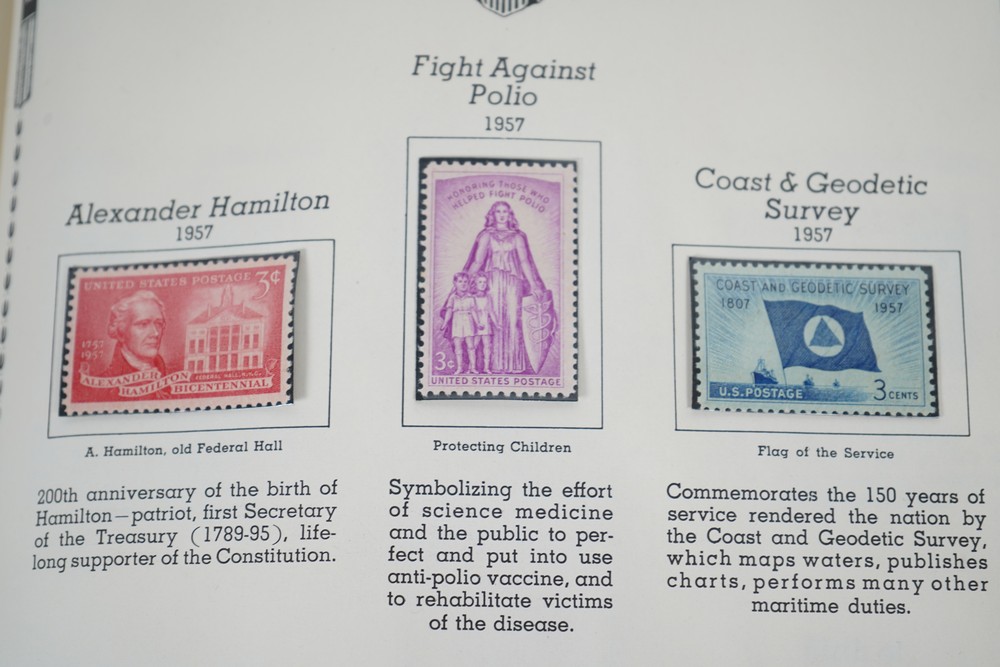 Fight Against
Polio
1957
HONORING THOSE WHO
HELPED FIGHT POLIO
3¢
UNITED STATES POSTAGE
Protecting Children
Symbolizing the effort
of science medicine
and the public to per-
fect and put into use
anti-polio vaccine, and
to rehabilitate victims
of the disease.
Alexander Hamilton
1957
UNITED STATES POSTAGE 3¢
1757
1957
ALEXANDER
HAMILTON
BICENTENNIAL
FEDERAL HALL, N.Y.C.
A. Hamilton, old Federal Hall
200th anniversary of the birth of
Hamilton—patriot, first Secretary
of the Treasury (1789-95), life-
long supporter of the Constitution.
Coast & Geodetic
Survey
1957
COAST AND GEODETIC SURVEY
1807 1957
U.S. POSTAGE 3 CENTS
Flag of the Service
Commemorates the 150 years of
service rendered the nation by
the Coast and Geodetic Survey,
which maps waters, publishes
charts, performs many other
maritime duties.